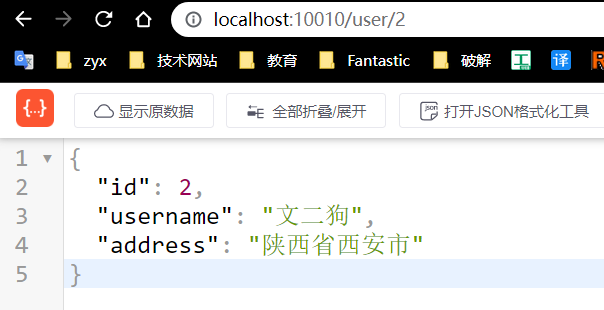 localhost:10010/user/2
zyx 技术网站 教育 Fantastic 破解 工 译
{...} 显示原数据 全部折叠/展开 json 打开JSON格式化工具
1 {
2 "id": 2,
3 "username": "文二狗",
4 "address": "陕西省西安市"
5 }